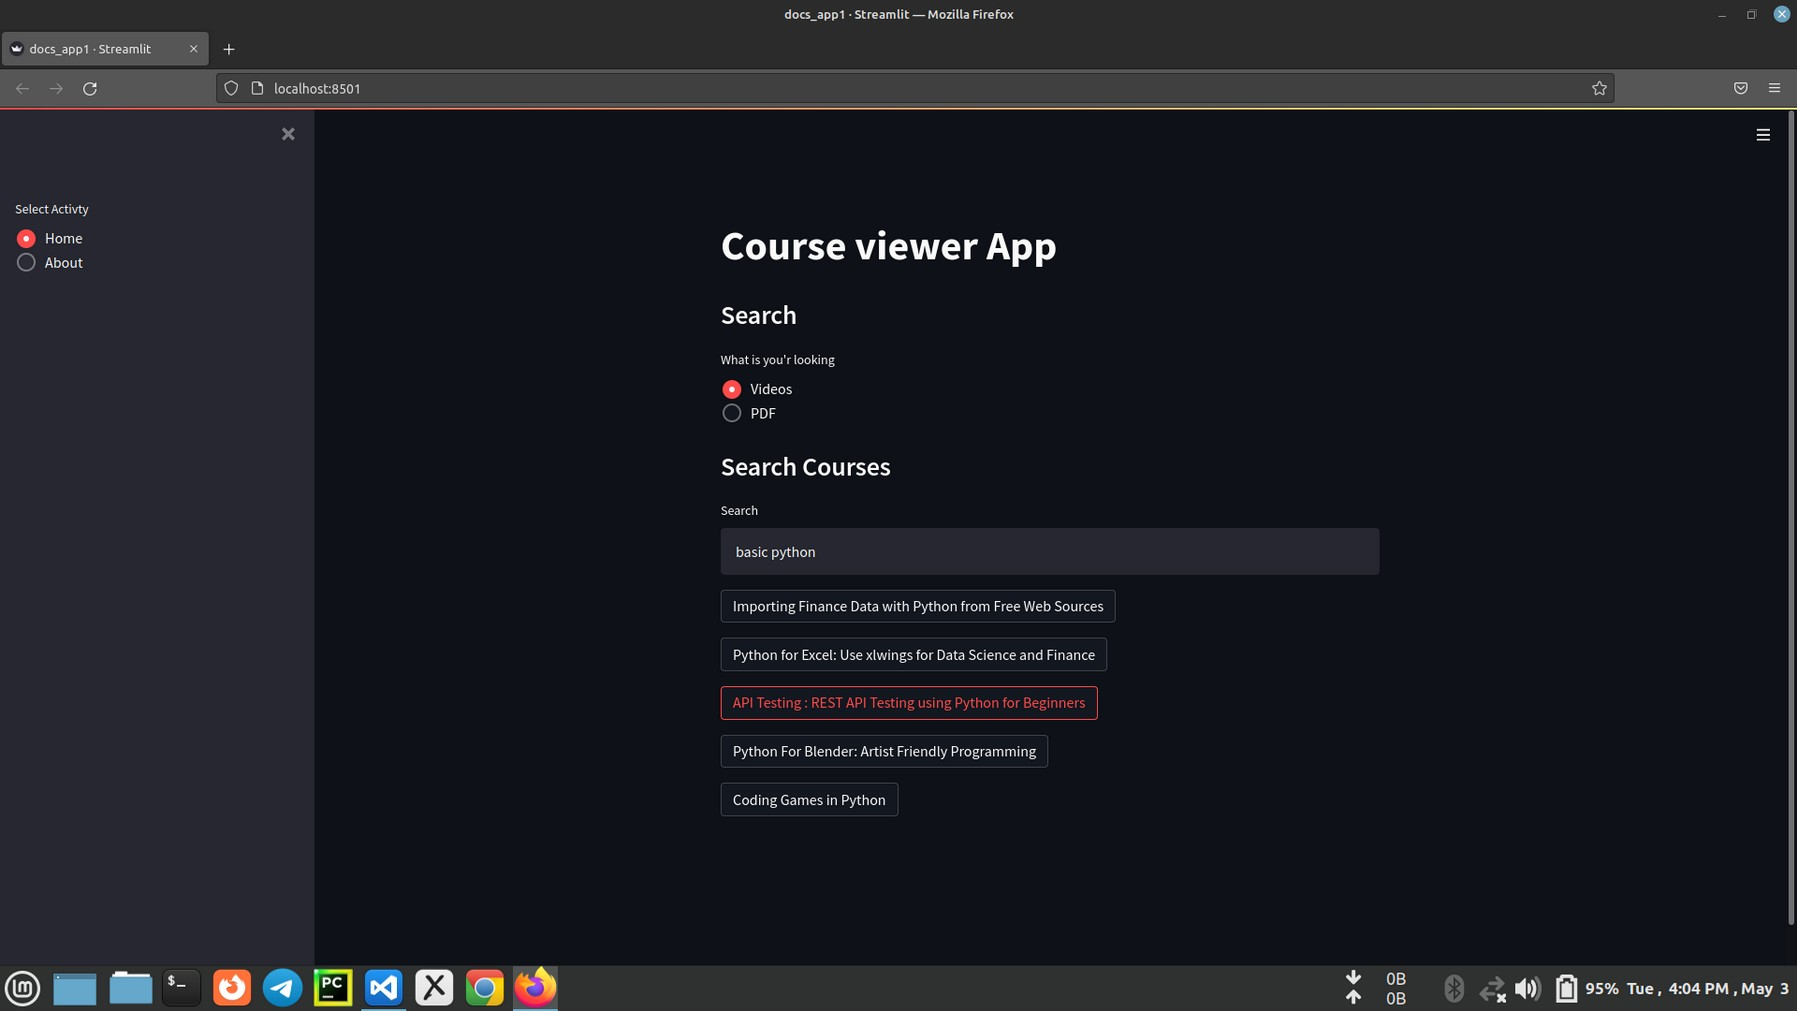 docs_app1 · Streamlit — Mozilla Firefox
docs_app1 · Streamlit
localhost:8501
Select Activty
Home
About
Course viewer App
Search
What is you'r looking
Videos
PDF
Search Courses
Search
basic python
Importing Finance Data with Python from Free Web Sources
Python for Excel: Use xlwings for Data Science and Finance
API Testing : REST API Testing using Python for Beginners
Python For Blender: Artist Friendly Programming
Coding Games in Python
$_
PC
0B
0B
95% Tue , 4:04 PM , May 3